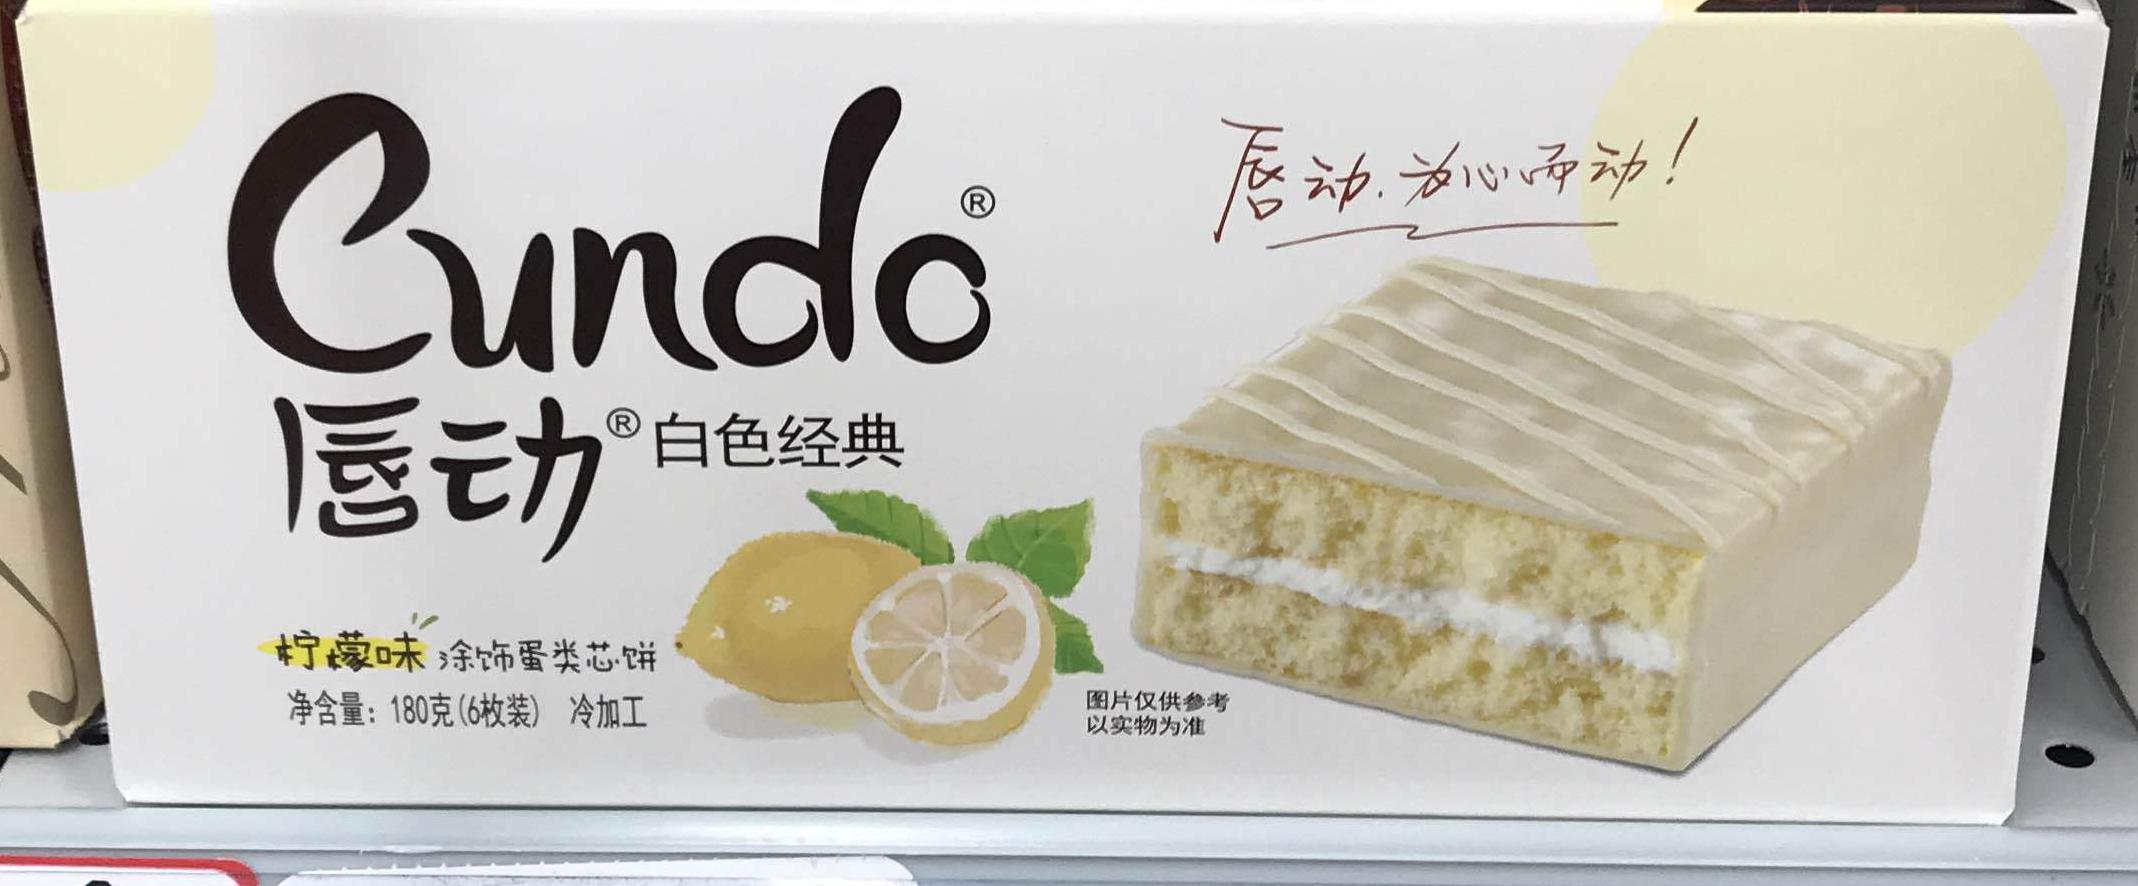 Cundo®
唇动®白色经典
唇动.为心而动!
柠檬味 涂饰蛋类芯饼
净含量：180克(6枚装) 冷加工
图片仅供参考
以实物为准